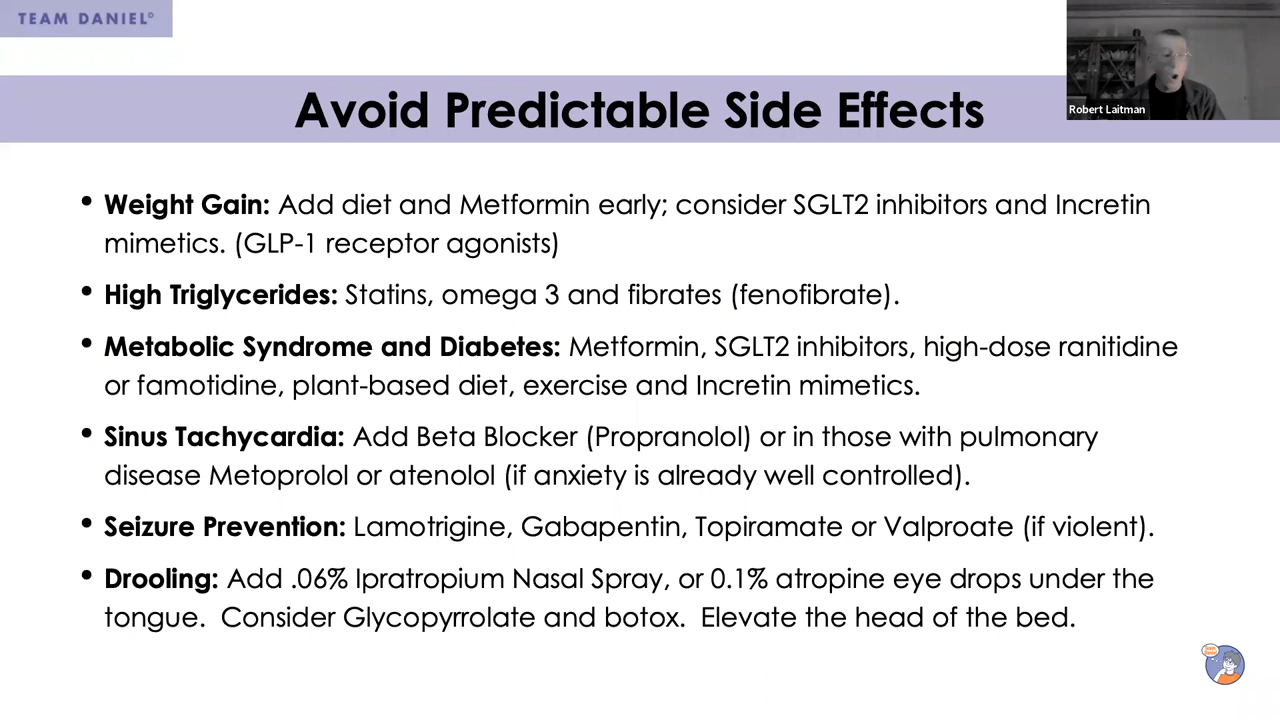 TEAM DANIEL©
Robert Laitman
Avoid Predictable Side Effects
• Weight Gain: Add diet and Metformin early; consider SGLT2 inhibitors and Incretin
mimetics. (GLP-1 receptor agonists)
• High Triglycerides: Statins, omega 3 and fibrates (fenofibrate).
• Metabolic Syndrome and Diabetes: Metformin, SGLT2 inhibitors, high-dose ranitidine
or famotidine, plant-based diet, exercise and Incretin mimetics.
• Sinus Tachycardia: Add Beta Blocker (Propranolol) or in those with pulmonary
disease Metoprolol or atenolol (if anxiety is already well controlled).
• Seizure Prevention: Lamotrigine, Gabapentin, Topiramate or Valproate (if violent).
• Drooling: Add .06% Ipratropium Nasal Spray, or 0.1% atropine eye drops under the
tongue.  Consider Glycopyrrolate and botox.  Elevate the head of the bed.